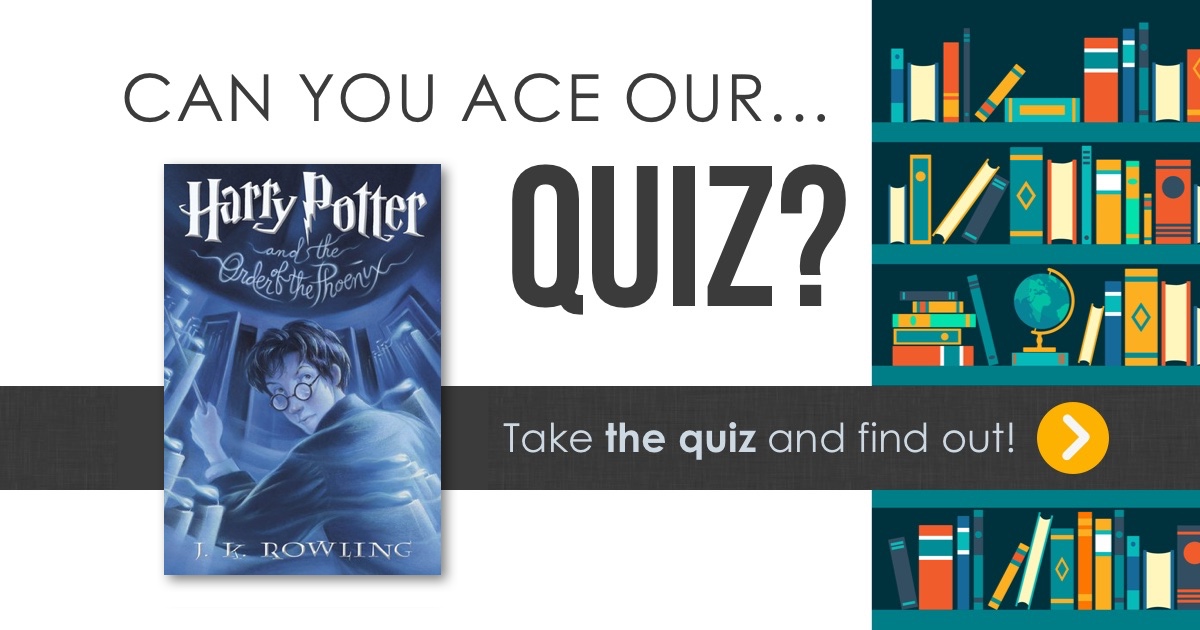 CAN YOU ACE OUR...
QUIZ?
Harry Potter
and the
Order of the Phoenix
J. K. ROWLING
Take the quiz and find out!